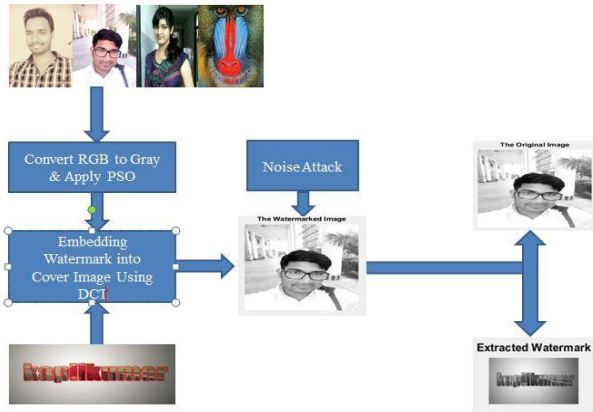 Convert RGB to Gray
& Apply PSO
Noise Attack
The Original Image
The Watermarked Image
Embedding
Watermark into
Cover Image Using
DCT
kapilkumar
Extracted Watermark
kapilkumar